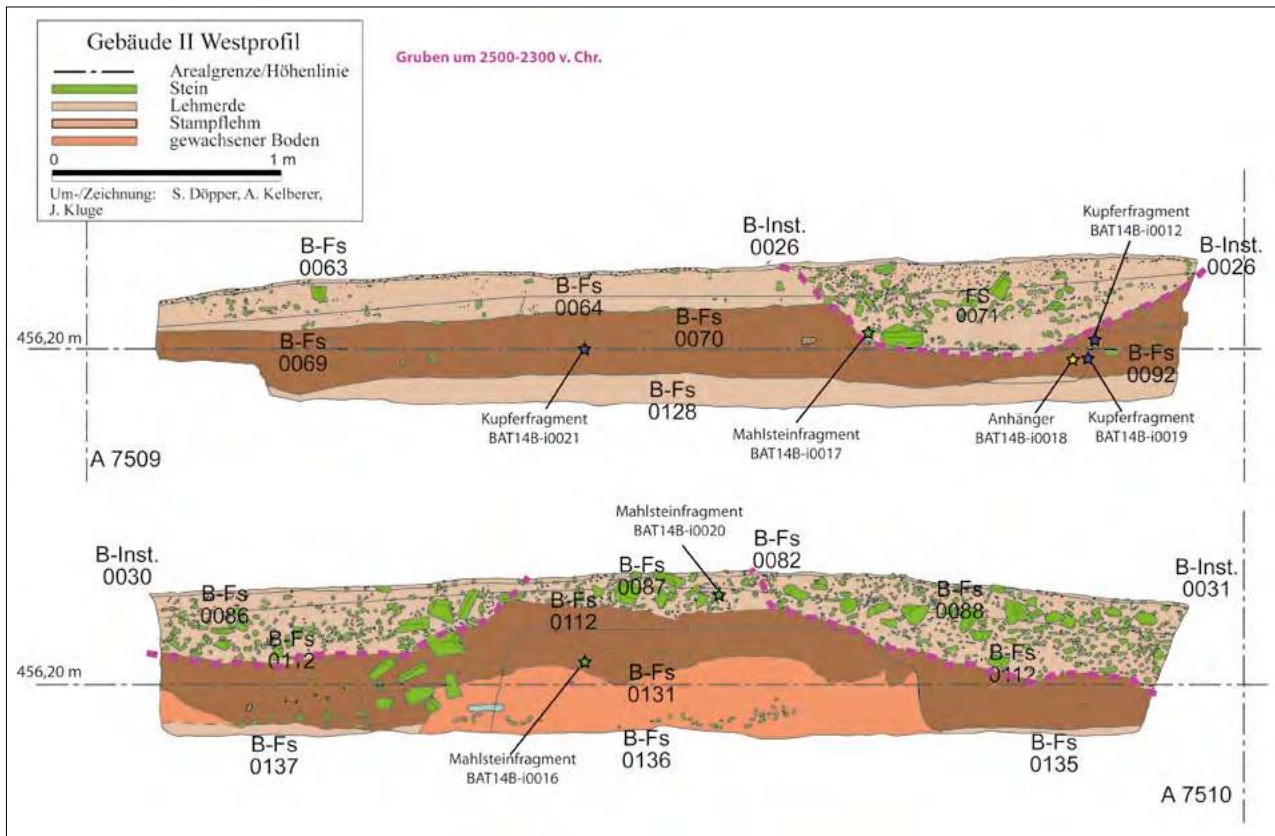 Gebäude II Westprofil
Arealgrenze/Höhenlinie
Stein
Lehmerde
Stampflehm
gewachsener Boden
0 1 m
Um-/Zeichnung: S. Döpper, A. Kelberer,
J. Kluge
Gruben um 2500-2300 v. Chr.
B-Fs
0063
B-Inst.
0026
Kupferfragment
BAT14B-i0012
B-Inst.
0026
B-Fs
0064
FS
0071
456,20 m
B-Fs
0069
B-Fs
0070
B-Fs
0092
B-Fs
0128
Kupferfragment
BAT14B-i0021
Mahlsteinfragment
BAT14B-i0017
Anhänger
BAT14B-i0018
Kupferfragment
BAT14B-i0019
A 7509
Mahlsteinfragment
BAT14B-i0020
B-Inst.
0030
B-Fs
0082
B-Inst.
0031
B-Fs
0086
B-Fs
0087
B-Fs
0088
B-Fs
0112
B-Fs
0112
B-Fs
0112
456,20 m
B-Fs
0131
B-Fs
0137
B-Fs
0136
B-Fs
0135
Mahlsteinfragment
BAT14B-i0016
A 7510